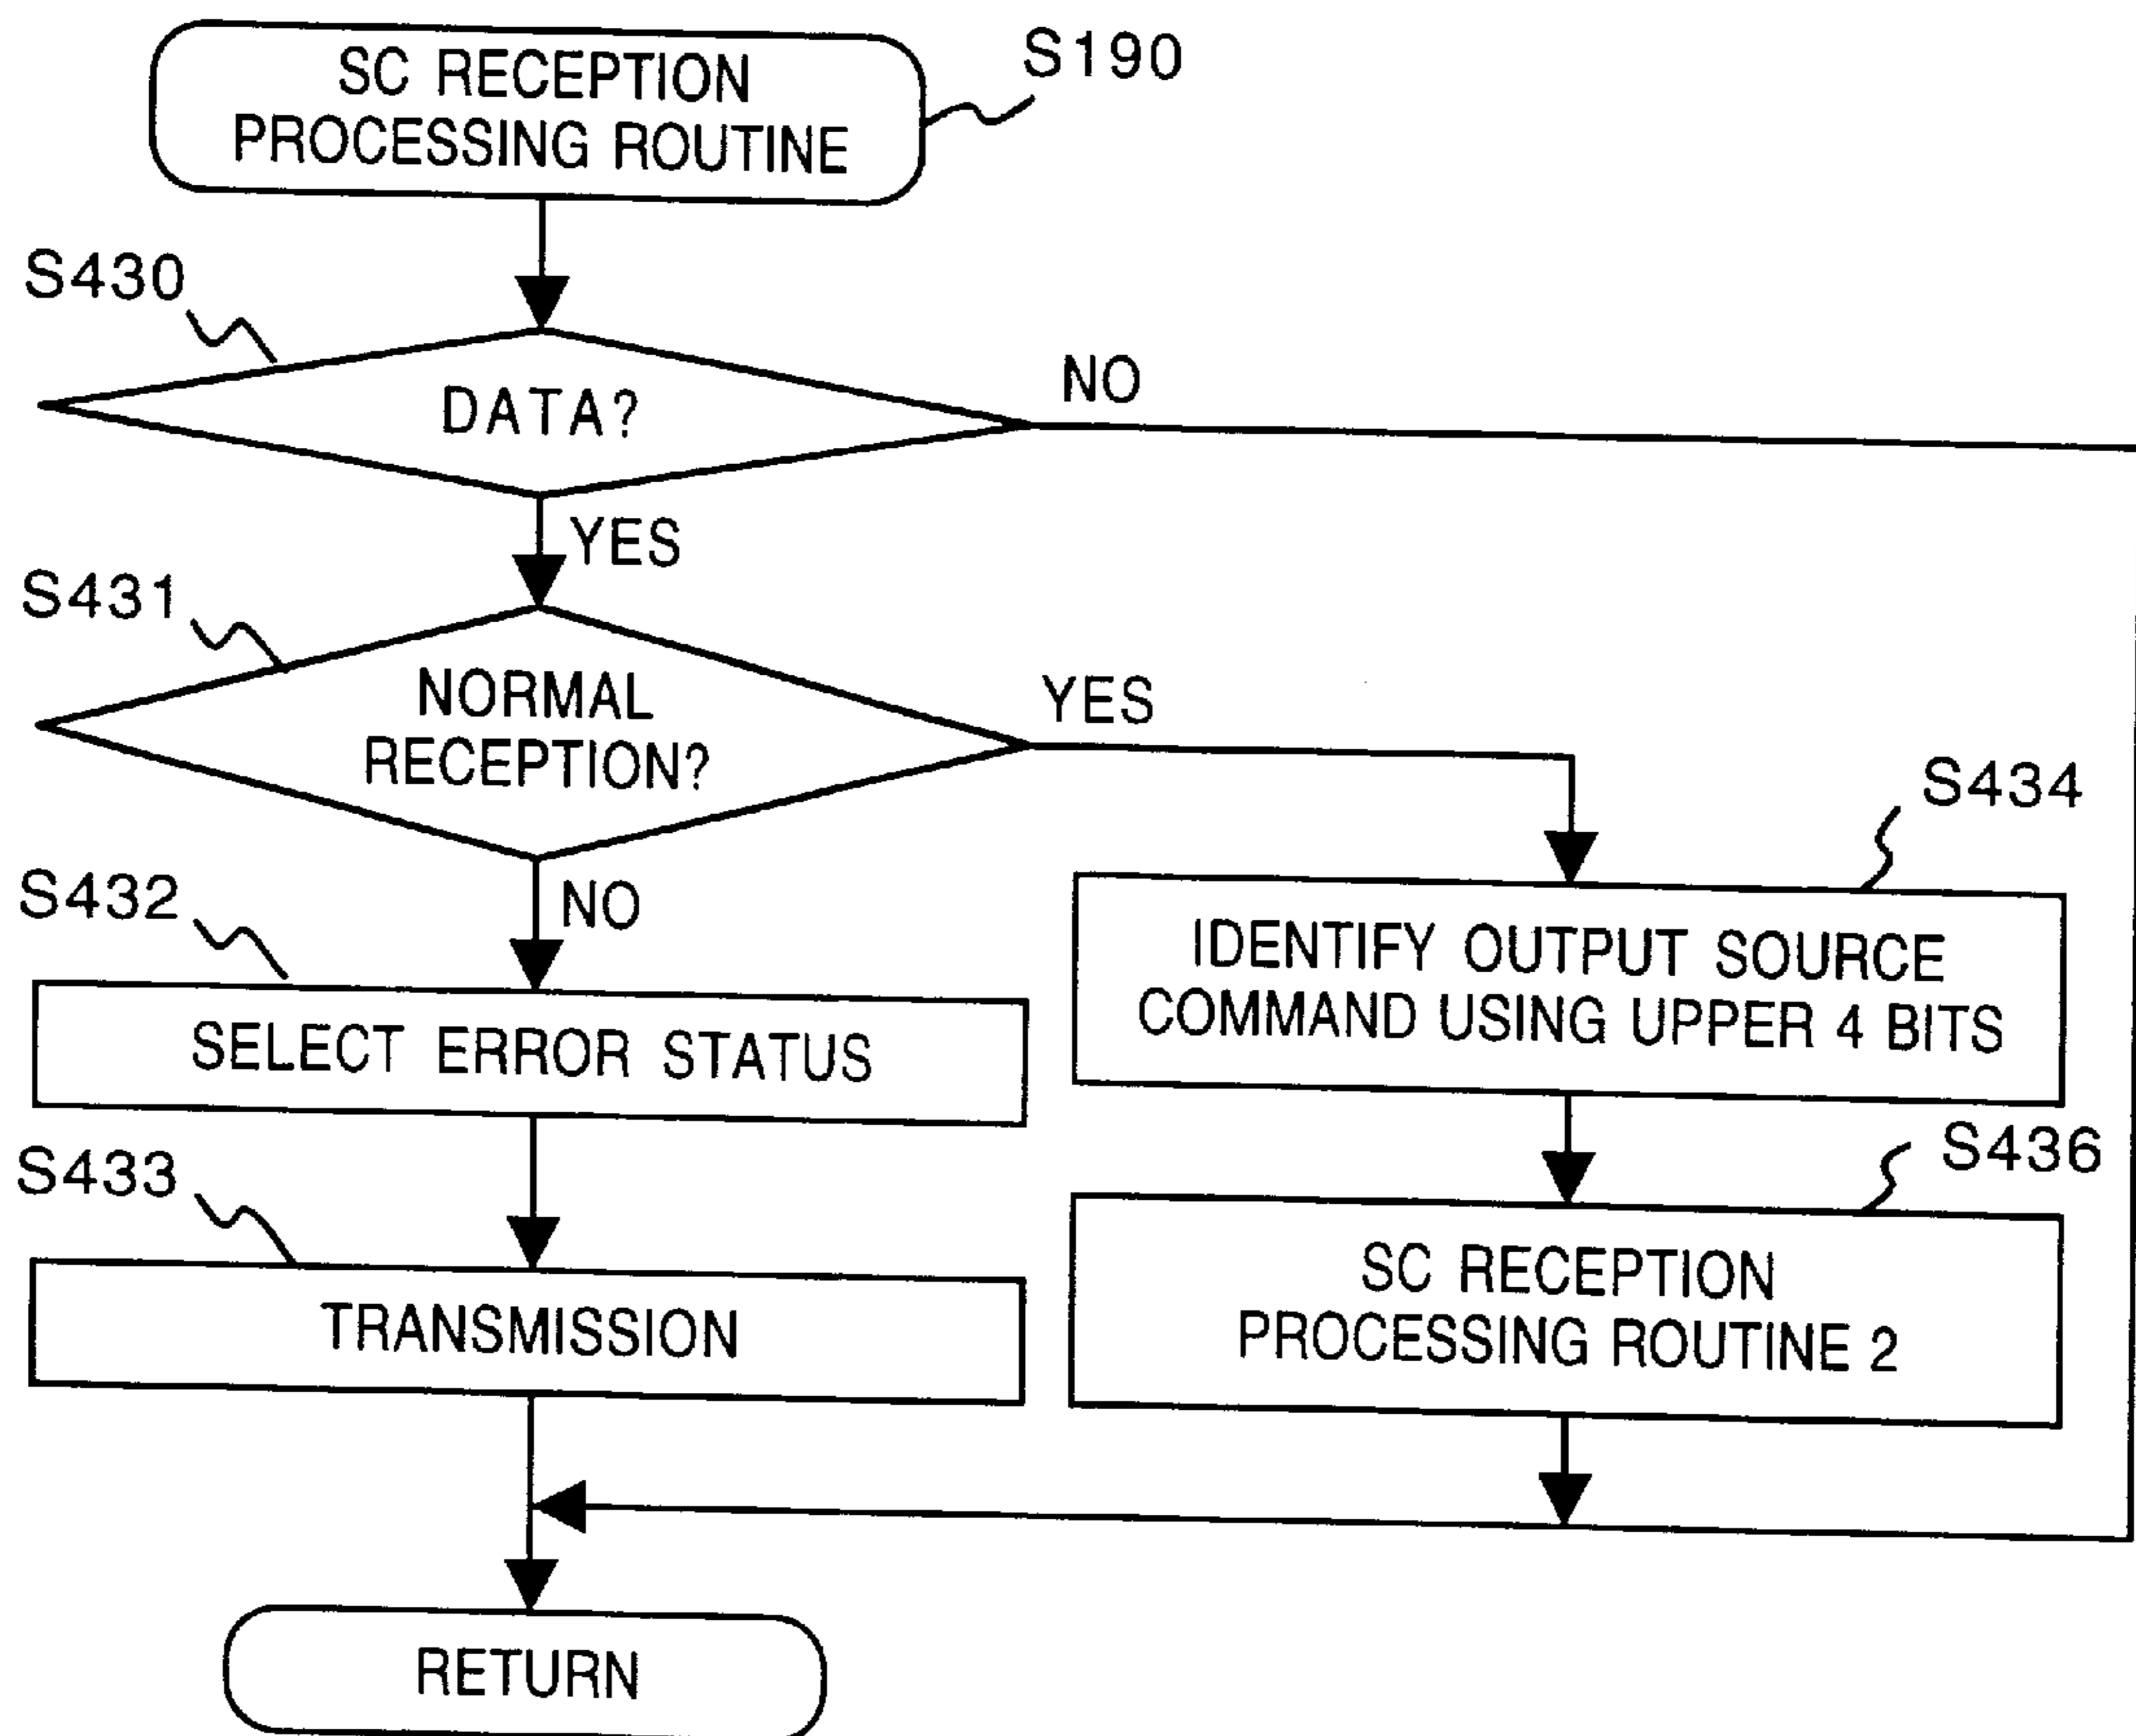 SC RECEPTION
PROCESSING ROUTINE
S190
S430
DATA?
NO
YES
S431
NORMAL
RECEPTION?
YES
NO
S434
IDENTIFY OUTPUT SOURCE
COMMAND USING UPPER 4 BITS
S432
SELECT ERROR STATUS
S436
SC RECEPTION
PROCESSING ROUTINE 2
S433
TRANSMISSION
RETURN